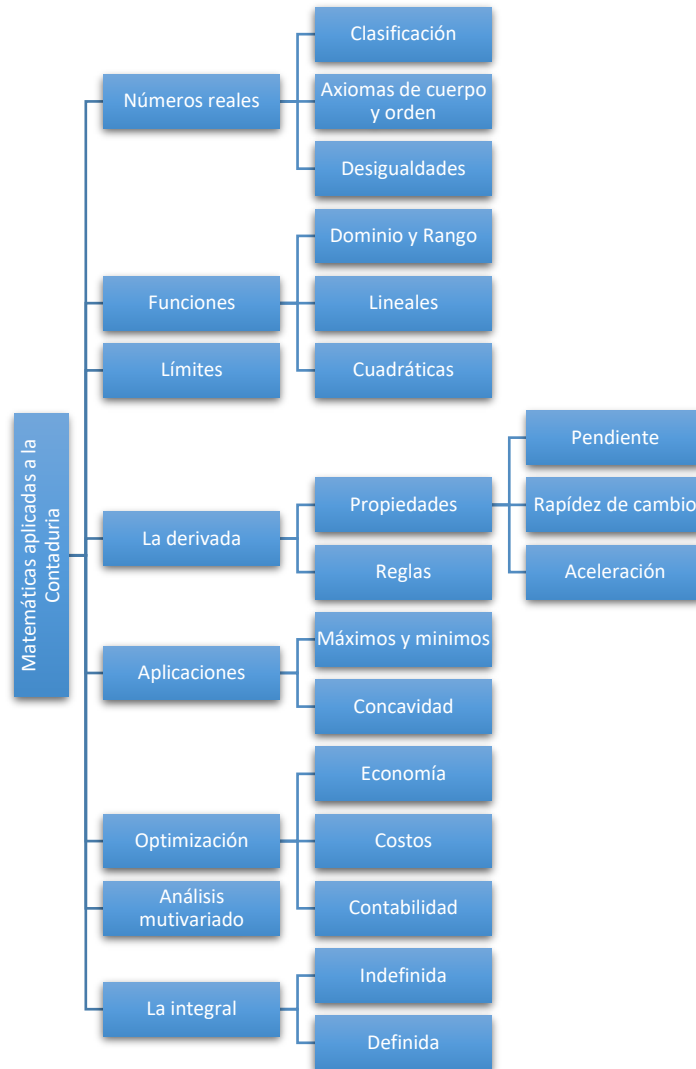 Matemáticas aplicadas a la
Contaduria
Números reales
Clasificación
Axiomas de cuerpo
y orden
Desigualdades
Funciones
Dominio y Rango
Lineales
Cuadráticas
Límites
La derivada
Propiedades
Pendiente
Rapídez de cambio
Aceleración
Reglas
Aplicaciones
Máximos y minimos
Concavidad
Optimización
Economía
Costos
Contabilidad
Análisis
mutivariado
La integral
Indefinida
Definida